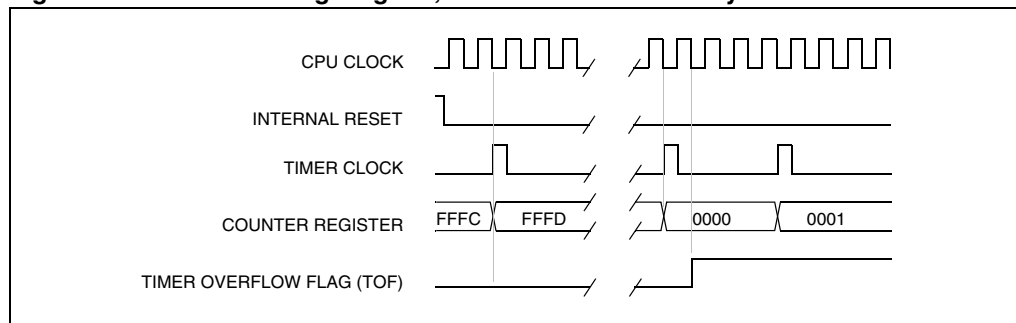 CPU CLOCK
INTERNAL RESET
TIMER CLOCK
COUNTER REGISTER FFFC FFFD 0000 0001
TIMER OVERFLOW FLAG (TOF)